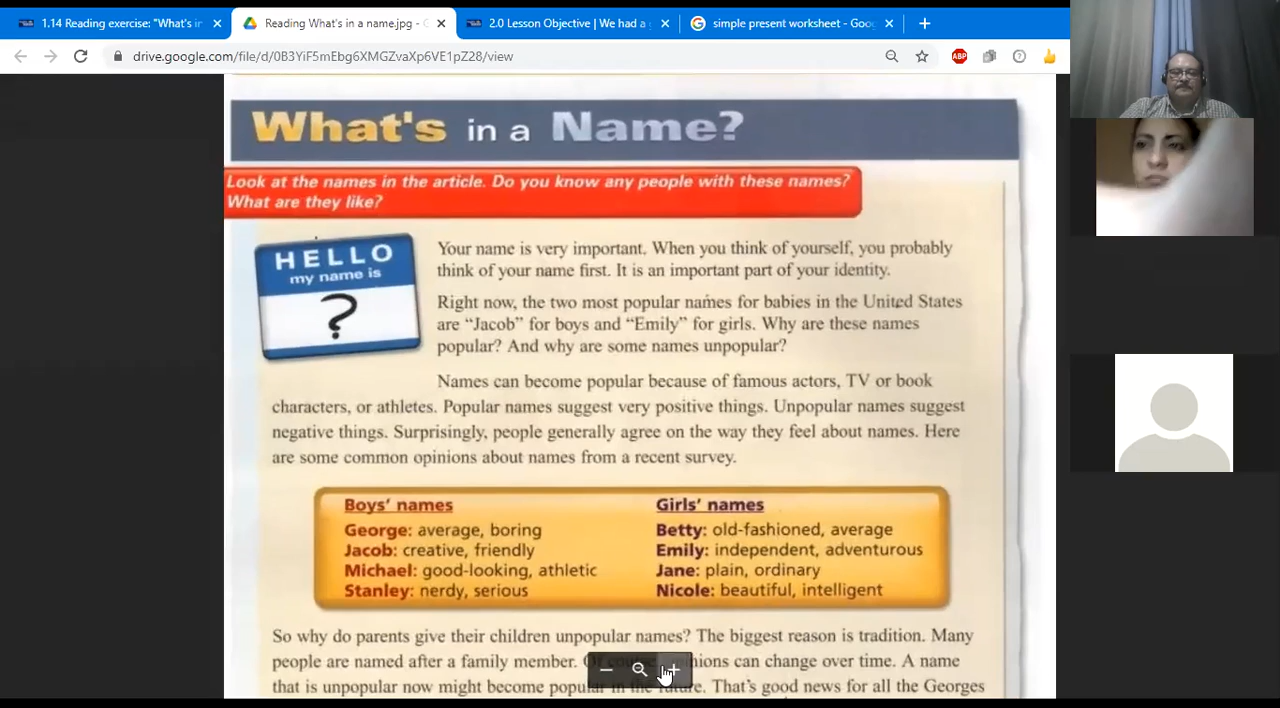 1.14 Reading exercise: "What's in
Reading What's in a name.jpg - G
2.0 Lesson Objective | We had a
simple present worksheet - Goo
drive.google.com/file/d/0B3YiF5mEbg6XMGZvaXp6VE1pZ28/view
ABP
What's in a Name?
Look at the names in the article. Do you know any people with these names?
What are they like?
HELLO
my name is
?
Your name is very important. When you think of yourself, you probably
think of your name first. It is an important part of your identity.
Right now, the two most popular names for babies in the United States
are “Jacob” for boys and “Emily” for girls. Why are these names
popular? And why are some names unpopular?
Names can become popular because of famous actors, TV or book
characters, or athletes. Popular names suggest very positive things. Unpopular names suggest
negative things. Surprisingly, people generally agree on the way they feel about names. Here
are some common opinions about names from a recent survey.
Boys’ names
George: average, boring
Jacob: creative, friendly
Michael: good-looking, athletic
Stanley: nerdy, serious
Girls’ names
Betty: old-fashioned, average
Emily: independent, adventurous
Jane: plain, ordinary
Nicole: beautiful, intelligent
So why do parents give their children unpopular names? The biggest reason is tradition. Many
people are named after a family member. Of course, opinions can change over time. A name
that is unpopular now might become popular in the future. That’s good news for all the Georges